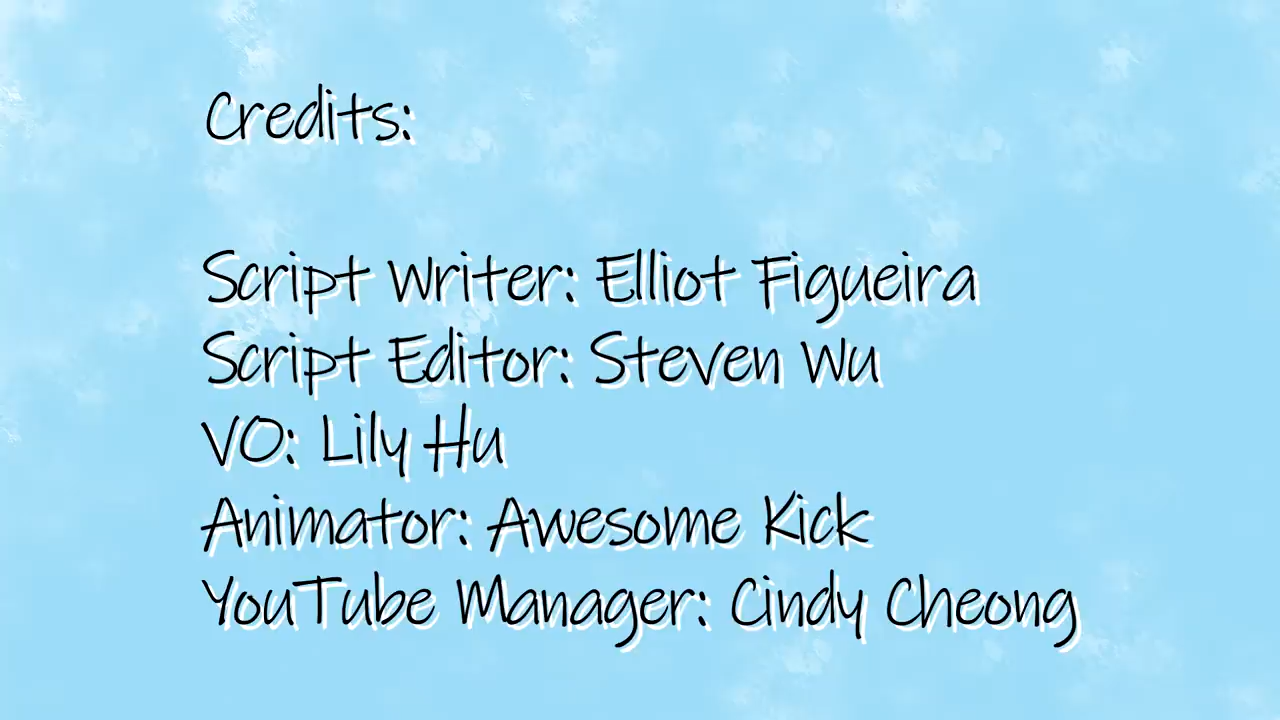 Credits:
Script Writer: Elliot Figueira
Script Editor: Steven Wu
VO: Lily Hu
Animator: Awesome Kick
YouTube Manager: Cindy Cheong